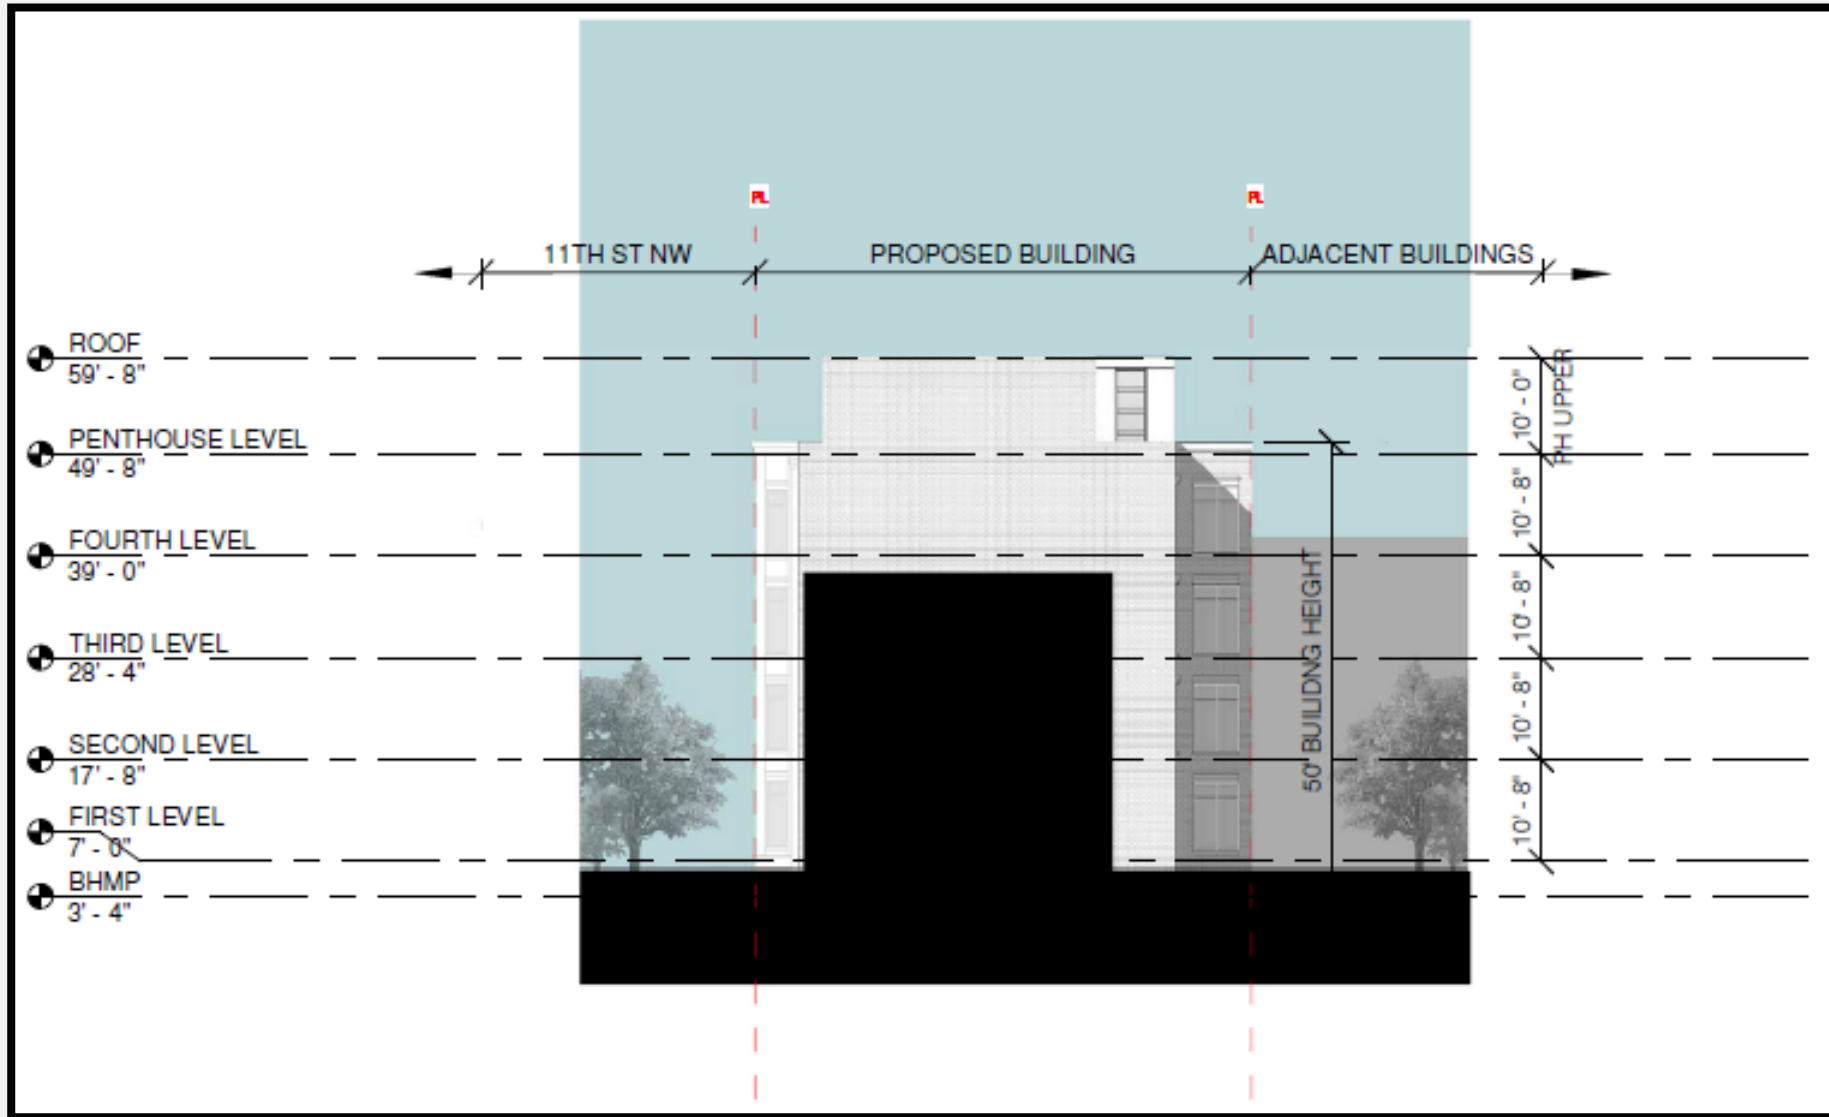 PL
PL
11TH ST NW
PROPOSED BUILDING
ADJACENT BUILDINGS
ROOF
59' - 8"
PENTHOUSE LEVEL
49' - 8"
FOURTH LEVEL
39' - 0"
THIRD LEVEL
28' - 4"
SECOND LEVEL
17' - 8"
FIRST LEVEL
7' - 0"
BHMP
3' - 4"
50' BUILIDNG HEIGHT
10' - 0"
PH UPPER
10' - 8"
10' - 8"
10' - 8"
10' - 8"